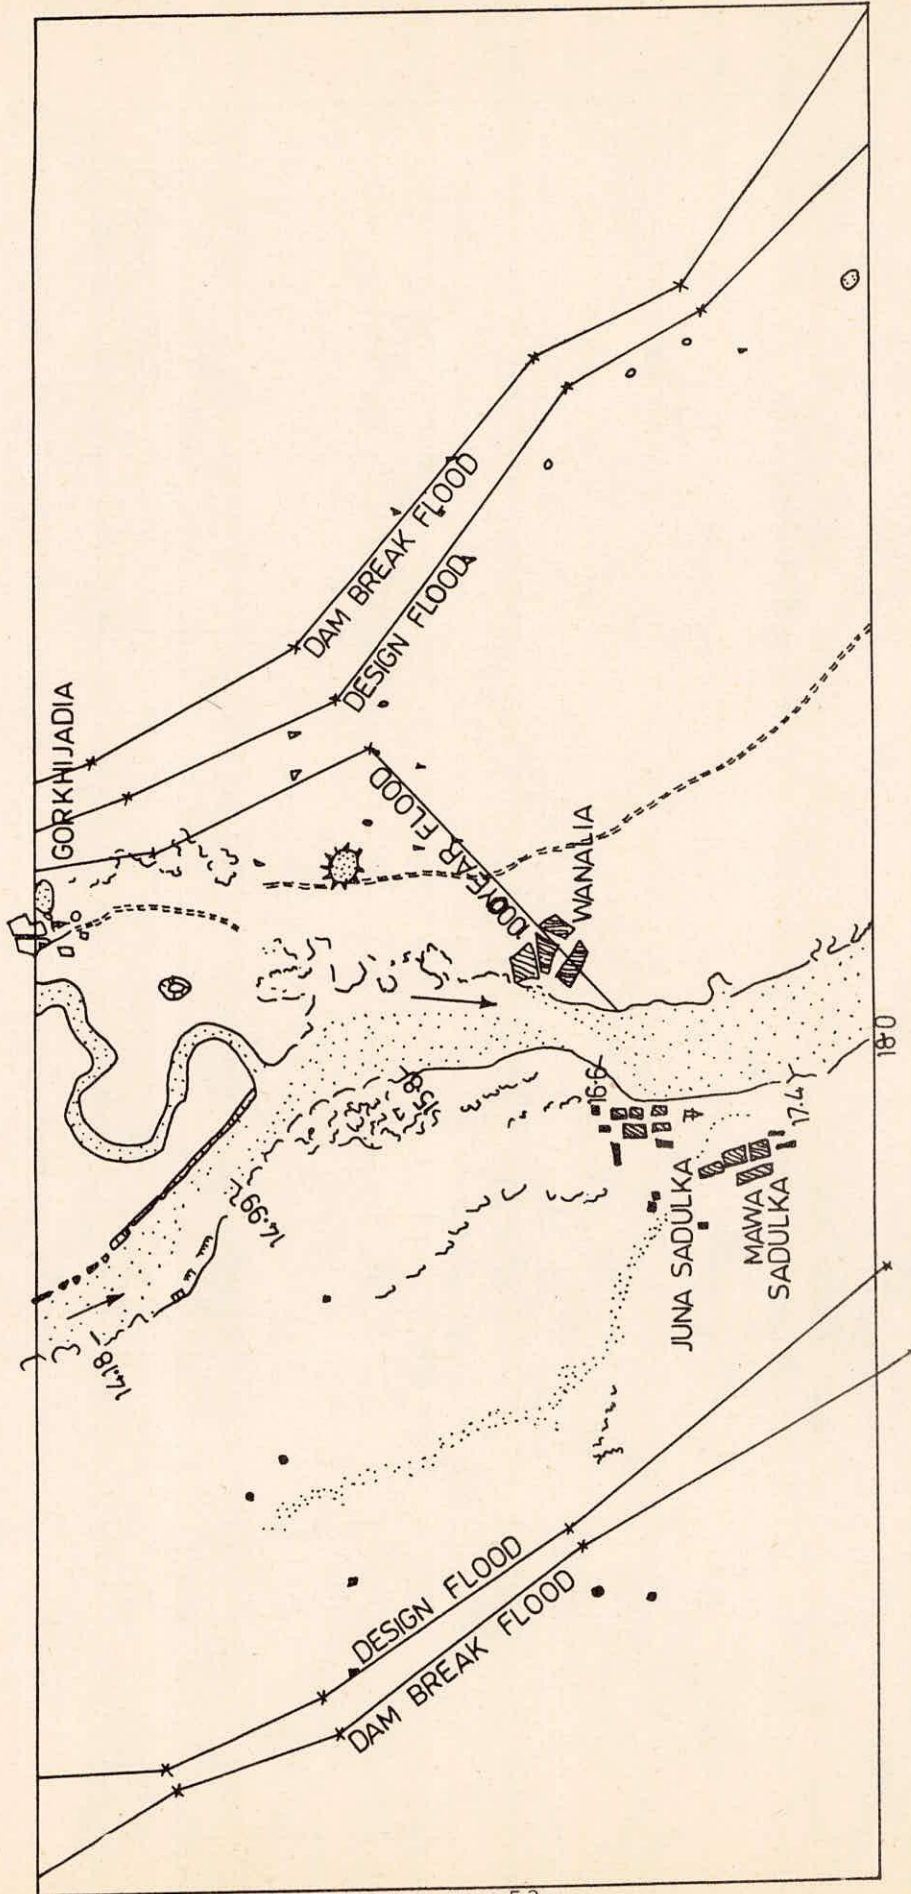 GORKHIJADIA
DAM BREAK FLOOD
DESIGN FLOOD
1000 YEAR FLOOD
WANALIA
14.18
14.99
15.8
16.6
17.4
18.0
JUNA SADULKA
MAWA
SADULKA
DESIGN FLOOD
DAM BREAK FLOOD